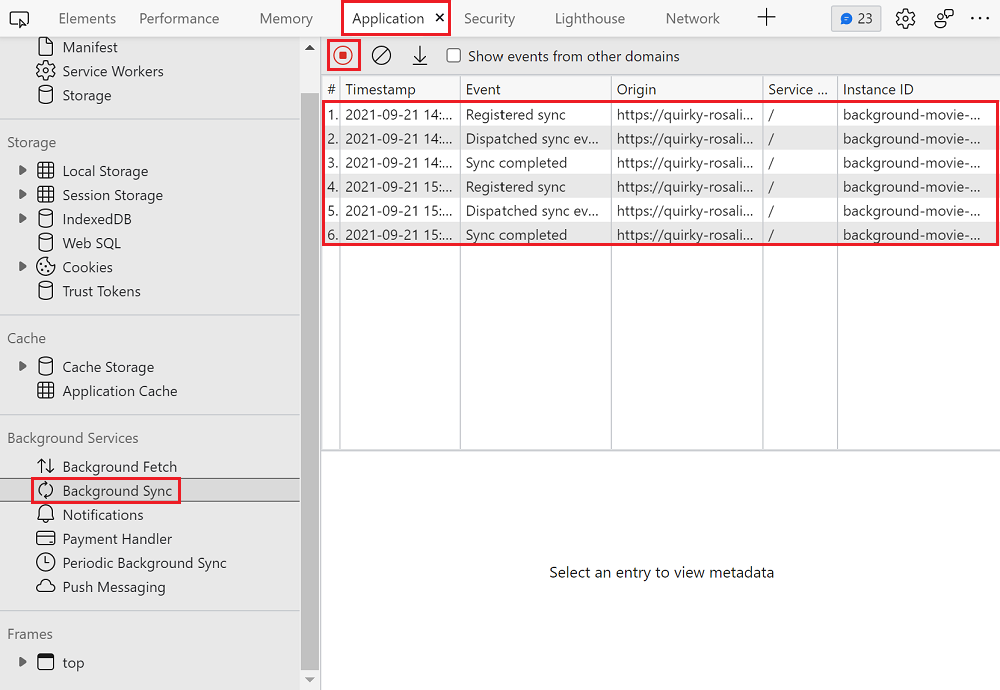 Elements Performance Memory Application Security Lighthouse Network 23
Manifest
Service Workers
Storage
Storage
Local Storage
Session Storage
IndexedDB
Web SQL
Cookies
Trust Tokens
Cache
Cache Storage
Application Cache
Background Services
Background Fetch
Background Sync
Notifications
Payment Handler
Periodic Background Sync
Push Messaging
Frames
top
Show events from other domains
# Timestamp Event Origin Service ... Instance ID
1. 2021-09-21 14:... Registered sync https://quirky-rosali... / background-movie-...
2. 2021-09-21 14:... Dispatched sync ev... https://quirky-rosali... / background-movie-...
3. 2021-09-21 14:... Sync completed https://quirky-rosali... / background-movie-...
4. 2021-09-21 15:... Registered sync https://quirky-rosali... / background-movie-...
5. 2021-09-21 15:... Dispatched sync ev... https://quirky-rosali... / background-movie-...
6. 2021-09-21 15:... Sync completed https://quirky-rosali... / background-movie-...
Select an entry to view metadata